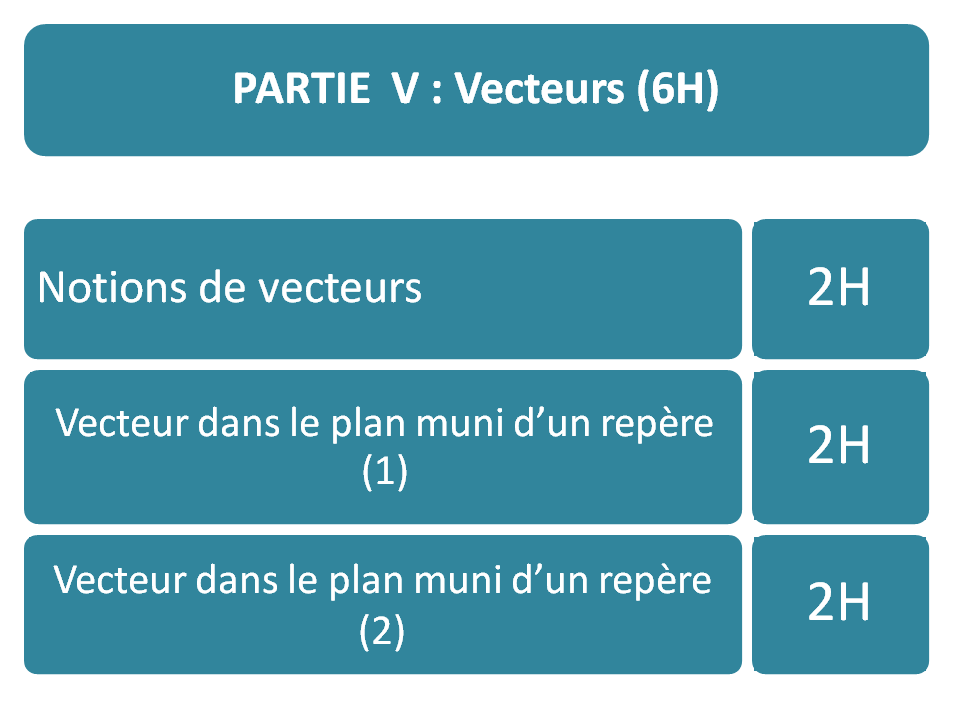 PARTIE V : Vecteurs (6H)
Notions de vecteurs
2H
Vecteur dans le plan muni d’un repère
(1)
2H
Vecteur dans le plan muni d’un repère
(2)
2H